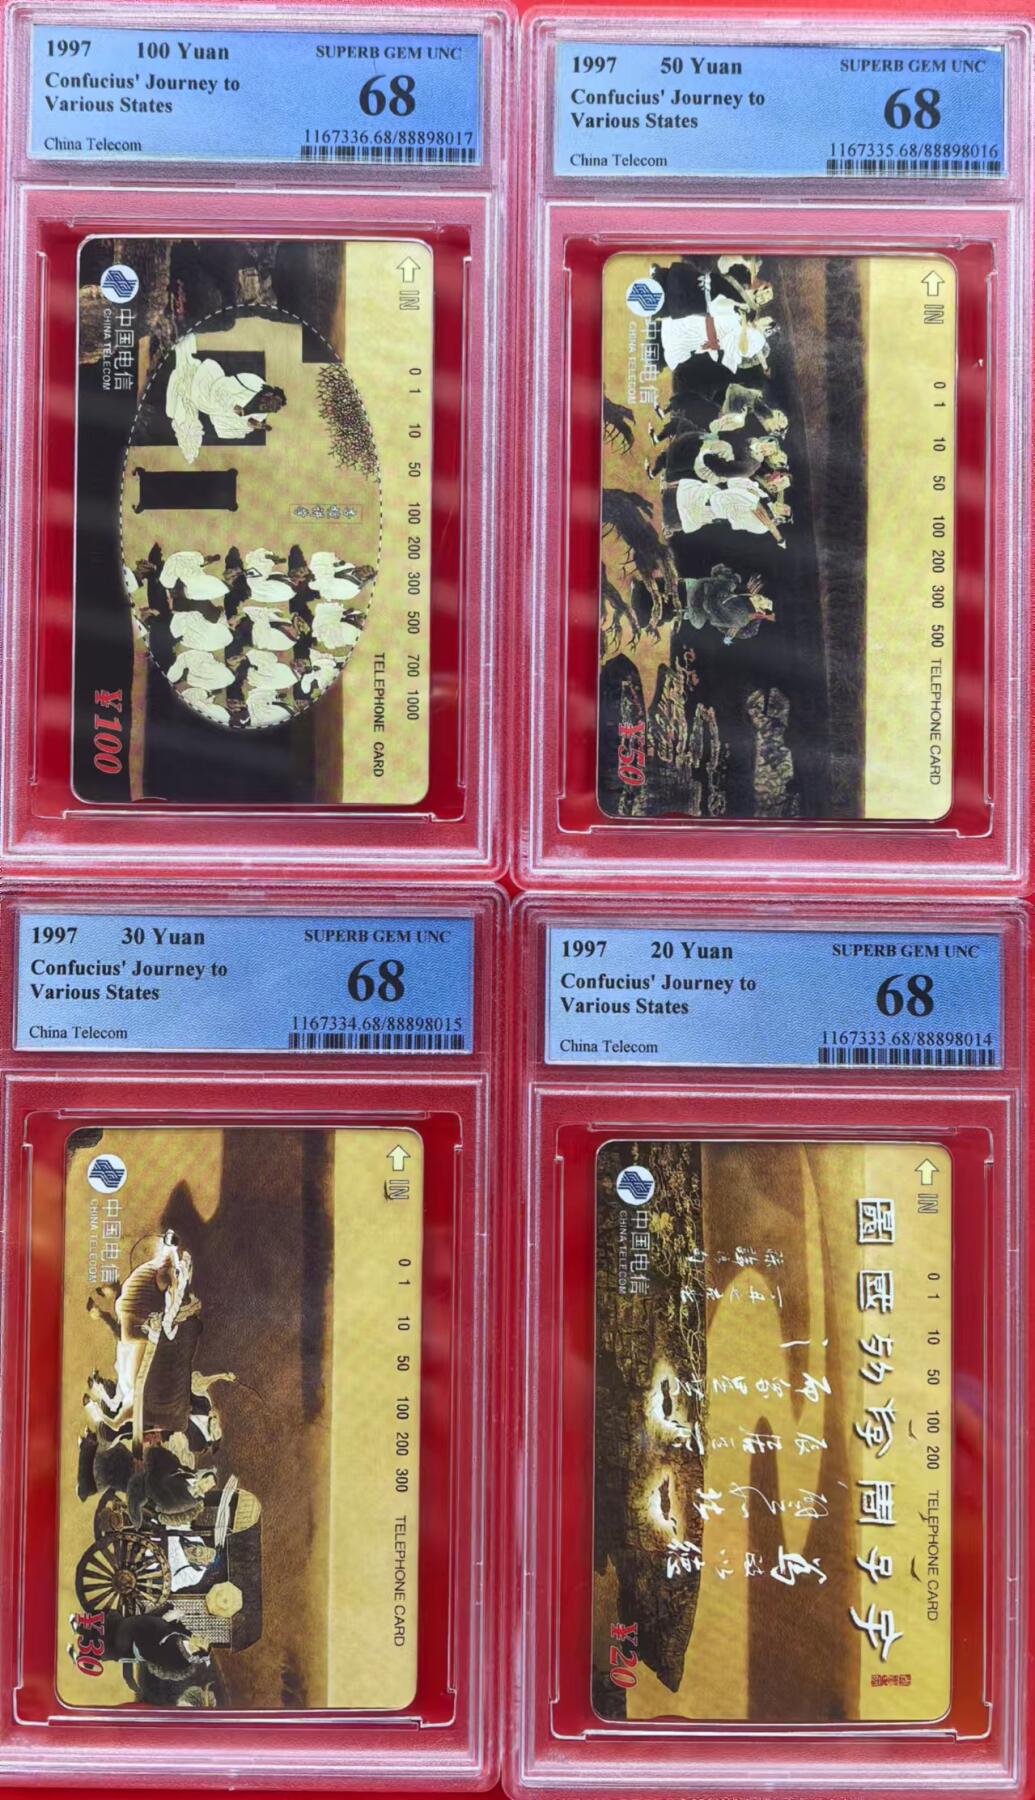 1997 100 Yuan SUPERB GEM UNC
Confucius' Journey to
Various States
68
China Telecom
1167336.68/88898017
IN
0 1 10 50 100 200 300 500 700 1000
TELEPHONE CARD
中国电信
CHINA TELECOM
¥100
1997 50 Yuan SUPERB GEM UNC
Confucius' Journey to
Various States
68
China Telecom
1167335.68/88898016
IN
0 1 10 50 100 200 300 500 TELEPHONE CARD
中国电信
CHINA TELECOM
¥50
1997 30 Yuan SUPERB GEM UNC
Confucius' Journey to
Various States
68
China Telecom
1167334.68/88898015
IN
0 1 10 50 100 200 300 TELEPHONE CARD
中国电信
CHINA TELECOM
¥30
1997 20 Yuan SUPERB GEM UNC
Confucius' Journey to
Various States
68
China Telecom
1167333.68/88898014
IN
0 1 10 50 100 200 TELEPHONE CARD
中国电信
CHINA TELECOM
¥20